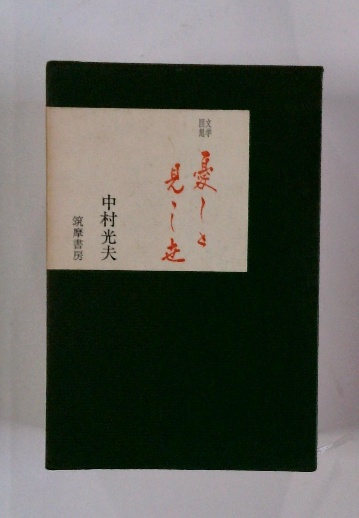 文学
回想
憂しと
見し世
中村光夫
筑摩書房